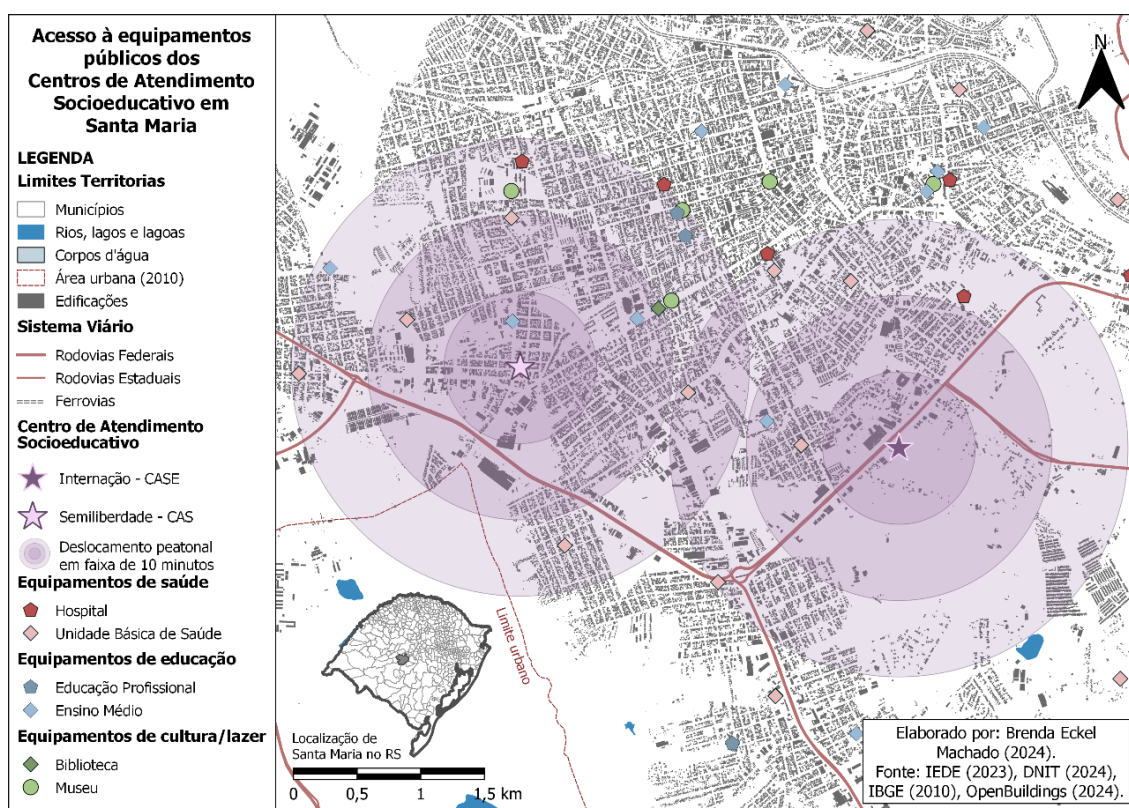 Acesso à equipamentos
públicos dos
Centros de Atendimento
Socioeducativo em
Santa Maria
LEGENDA
Limites Territorias
Municípios
Rios, lagos e lagoas
Corpos d'água
Área urbana (2010)
Edificações
Sistema Viário
Rodovias Federais
Rodovias Estaduais
Ferrovias
Centro de Atendimento
Socioeducativo
Internação - CASE
Semiliberdade - CAS
Deslocamento peatonal
em faixa de 10 minutos
Equipamentos de saúde
Hospital
Unidade Básica de Saúde
Equipamentos de educação
Educação Profissional
Ensino Médio
Equipamentos de cultura/lazer
Biblioteca
Museu
N
Limite urbano
Localização de
Santa Maria no RS
0 0,5 1 1,5 km
Elaborado por: Brenda Eckel
Machado (2024).
Fonte: IEDE (2023), DNIT (2024),
IBGE (2010), OpenBuildings (2024).